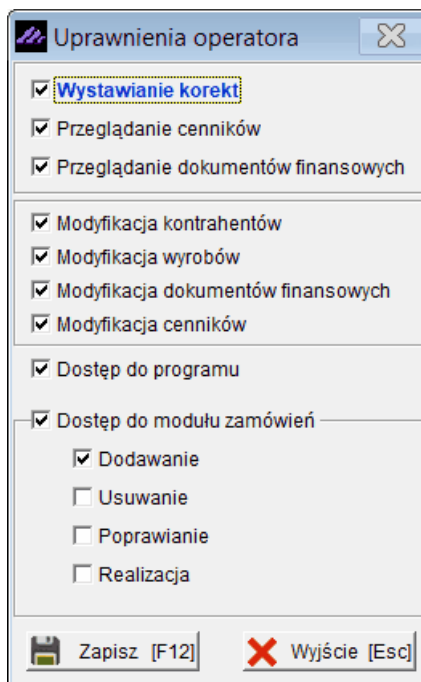 Uprawnienia operatora
Wystawianie korekt
Przeglądanie cenników
Przeglądanie dokumentów finansowych
Modyfikacja kontrahentów
Modyfikacja wyrobów
Modyfikacja dokumentów finansowych
Modyfikacja cenników
Dostęp do programu
Dostęp do modułu zamówień
Dodawanie
Usuwanie
Poprawianie
Realizacja
Zapisz [F12] Wyjście [Esc]